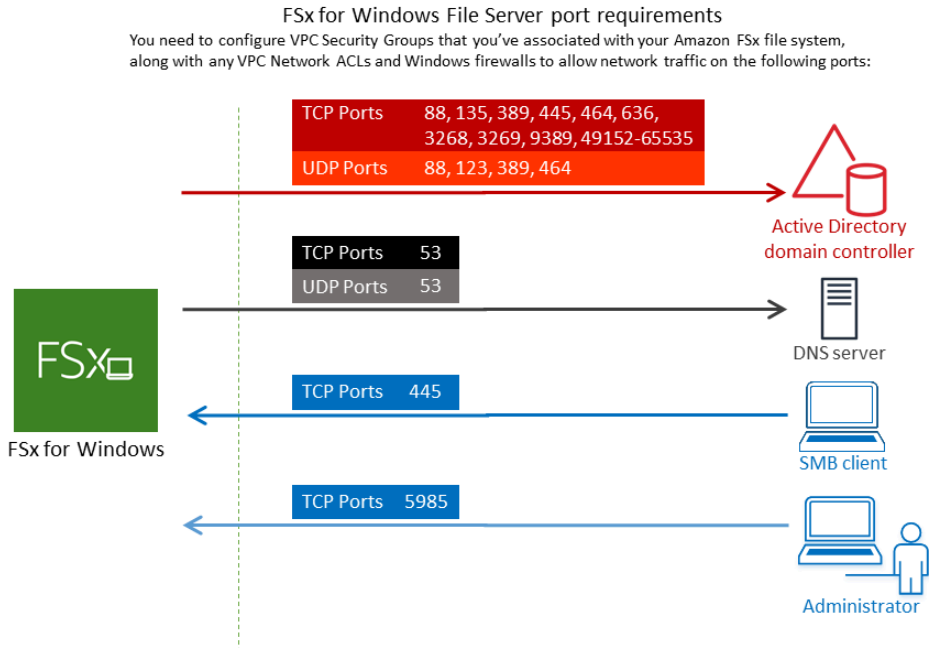 FSx for Windows File Server port requirements
You need to configure VPC Security Groups that you've associated with your Amazon FSx file system,
along with any VPC Network ACLs and Windows firewalls to allow network traffic on the following ports:
TCP Ports 88, 135, 389, 445, 464, 636,
3268, 3269, 9389, 49152-65535
UDP Ports 88, 123, 389, 464
Active Directory
domain controller
TCP Ports 53
UDP Ports 53
DNS server
FSx
FSx for Windows
TCP Ports 445
SMB client
TCP Ports 5985
Administrator